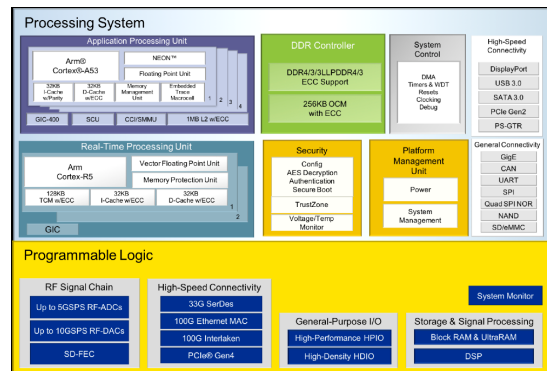 Processing System
Application Processing Unit
Arm®
Cortex®-A53
NEON™
Floating Point Unit
32KB
I-Cache
w/Parity
32KB
D-Cache
w/ECC
Memory
Management
Unit
Embedded
Trace
Macrocell
1
2
3
4
GIC-400
SCU
CCI/SMMU
1MB L2 w/ECC
DDR Controller
DDR4/3/3LLPDDR4/3
ECC Support
256KB OCM
with ECC
System
Control
DMA
Timers & WDT
Resets
Clocking
Debug
High-Speed
Connectivity
DisplayPort
USB 3.0
SATA 3.0
PCIe Gen2
PS-GTR
Real-Time Processing Unit
Arm
Cortex-R5
Vector Floating Point Unit
Memory Protection Unit
128KB
TCM w/ECC
32KB
I-Cache w/ECC
32KB
D-Cache w/ECC
1
2
GIC
Security
Config
AES Decryption
Authentication
Secure Boot
TrustZone
Voltage/Temp
Monitor
Platform
Management
Unit
Power
System
Management
General Connectivity
GigE
CAN
UART
SPI
Quad SPI NOR
NAND
SD/eMMC
Programmable Logic
RF Signal Chain
Up to 5GSPS RF-ADCs
Up to 10GSPS RF-DACs
SD-FEC
High-Speed Connectivity
33G SerDes
100G Ethernet MAC
100G Interlaken
PCIe® Gen4
General-Purpose I/O
High-Performance HPIO
High-Density HDIO
System Monitor
Storage & Signal Processing
Block RAM & UltraRAM
DSP